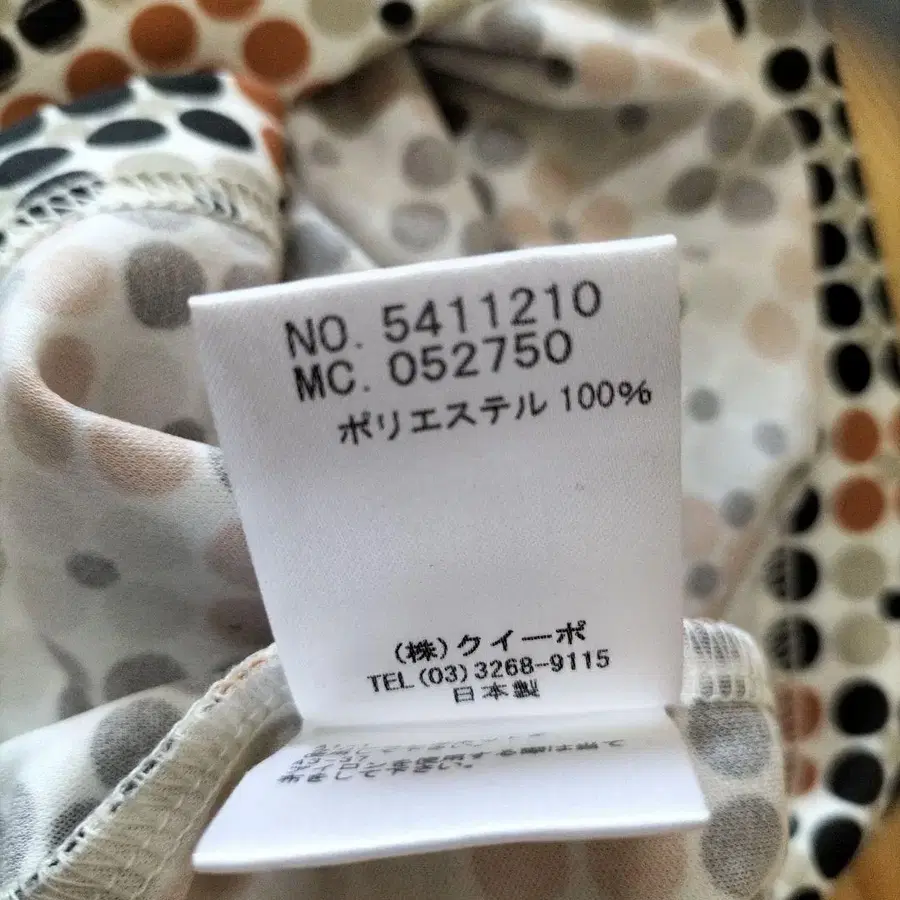 NO. 5411210
MC. 052750
ポリエステル 100%
(株)クイーポ
TEL(03)3268-9115
日本製